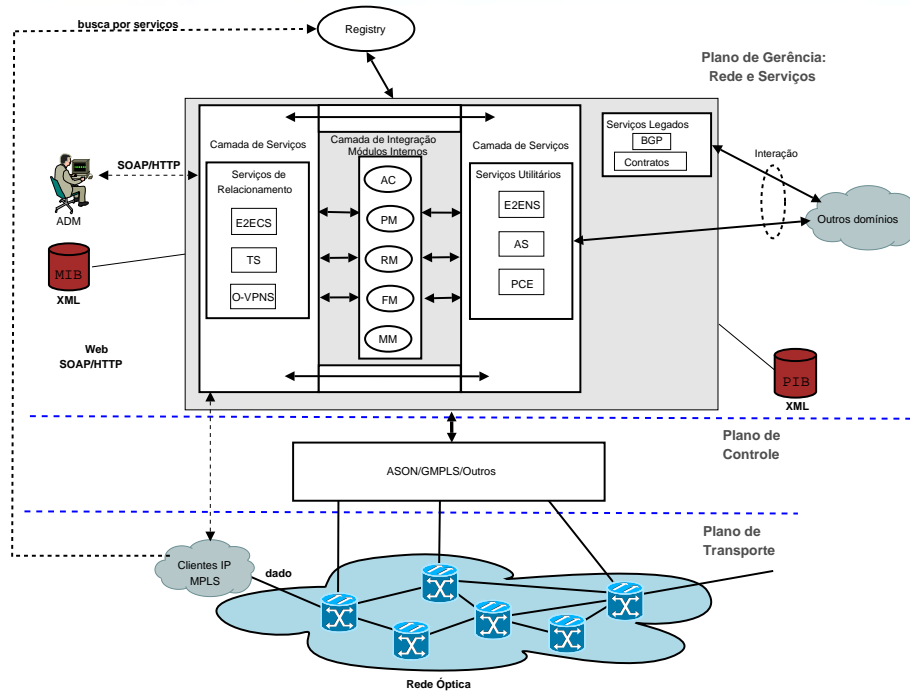 busca por serviços
Registry
Plano de Gerência:
Rede e Serviços
Camada de Serviços
Camada de Integração
Módulos Internos
Camada de Serviços
Serviços Legados
BGP
Contratos
Interação
Outros domínios
SOAP/HTTP
ADM
Serviços de
Relacionamento
E2ECS
TS
O-VPNS
AC
PM
RM
FM
MM
Serviços Utilitários
E2ENS
AS
PCE
MIB
XML
Web
SOAP/HTTP
PIB
XML
Plano de
Controle
ASON/GMPLS/Outros
Plano de
Transporte
Clientes IP
MPLS
dado
Rede Óptica